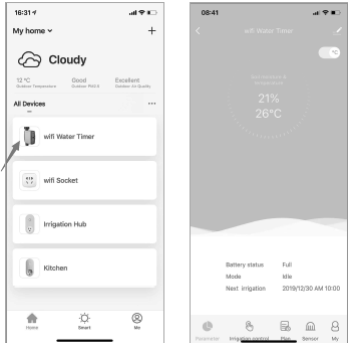 16:31
My home
Cloudy
12 °C
Good
Excellent
Outdoor Temperature
Outdoor PM2.5
Outdoor Air Quality
All Devices
wifi Water Timer
wifi Socket
Irrigation Hub
Kitchen
Home
Smart
Me
08:41
wifi Water Timer
°C
21%
26°C
Battery status Full
Mode Idle
Next irrigation 2019/12/30 AM 10:00
Parameter
Irrigation control
Plan
Sensor
My